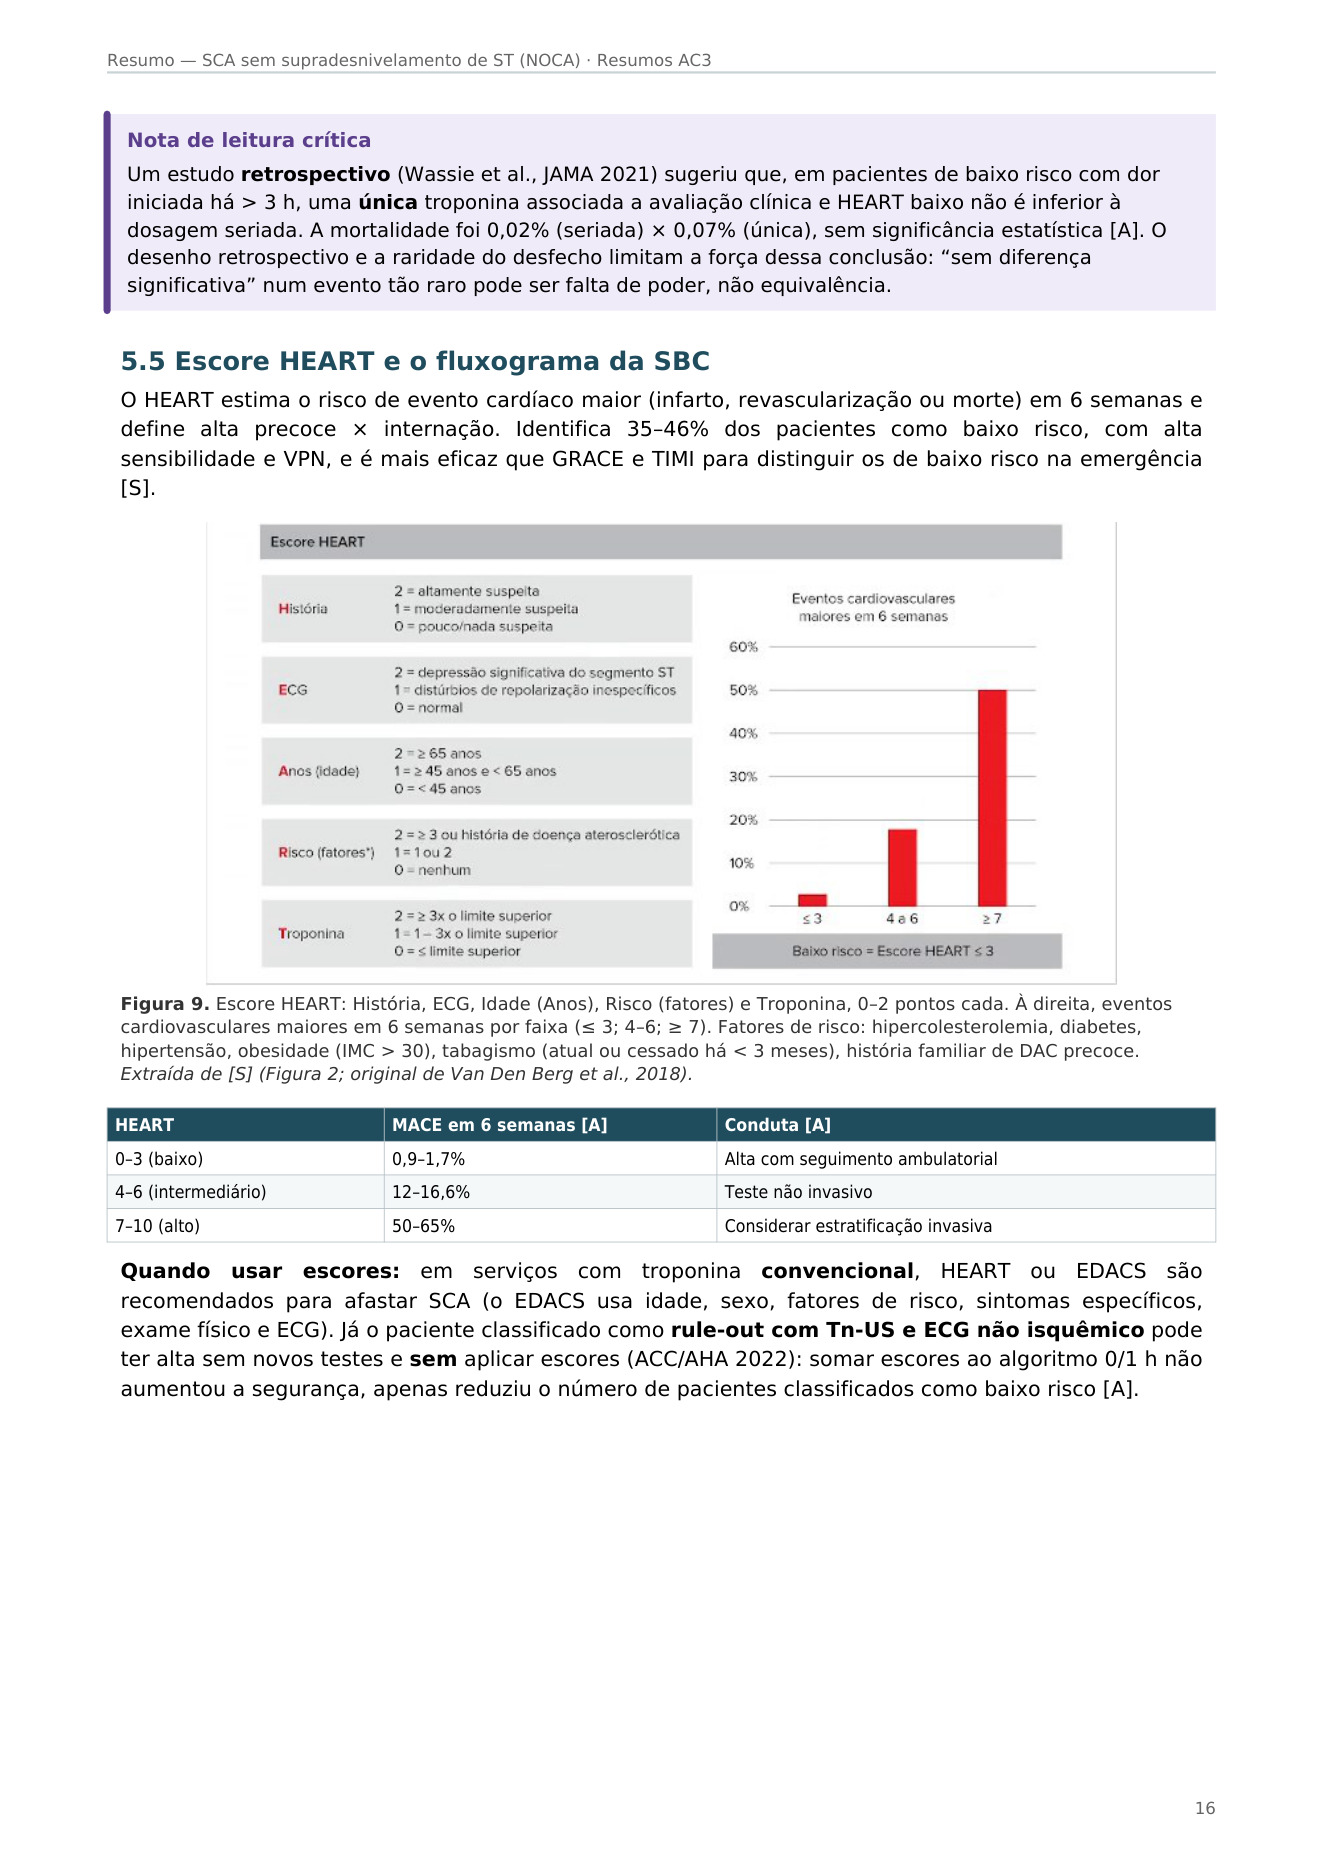 Resumo — SCA sem supradesnivelamento de ST (NOCA) · Resumos AC3
Nota de leitura crítica
Um estudo retrospectivo (Wassie et al., JAMA 2021) sugeriu que, em pacientes de baixo risco com dor
iniciada há > 3 h, uma única troponina associada a avaliação clínica e HEART baixo não é inferior à
dosagem seriada. A mortalidade foi 0,02% (seriada) × 0,07% (única), sem significância estatística [A]. O
desenho retrospectivo e a raridade do desfecho limitam a força dessa conclusão: “sem diferença
significativa” num evento tão raro pode ser falta de poder, não equivalência.
5.5 Escore HEART e o fluxograma da SBC
O HEART estima o risco de evento cardíaco maior (infarto, revascularização ou morte) em 6 semanas e
define alta precoce × internação. Identifica 35–46% dos pacientes como baixo risco, com alta
sensibilidade e VPN, e é mais eficaz que GRACE e TIMI para distinguir os de baixo risco na emergência
[S].
Escore HEART
História
2 = altamente suspeita
1 = moderadamente suspeita
0 = pouco/nada suspeita
ECG
2 = depressão significativa do segmento ST
1 = distúrbios de repolarização inespecíficos
0 = normal
Anos (idade)
2 = ≥ 65 anos
1 = ≥ 45 anos e < 65 anos
0 = < 45 anos
Risco (fatores*)
2 = ≥ 3 ou história de doença aterosclerótica
1 = 1 ou 2
0 = nenhum
Troponina
2 = ≥ 3x o limite superior
1 = 1 – 3x o limite superior
0 = ≤ limite superior
Eventos cardiovasculares
maiores em 6 semanas
60%
50%
40%
30%
20%
10%
0%
≤ 3 4 a 6 ≥ 7
Baixo risco = Escore HEART ≤ 3
Figura 9. Escore HEART: História, ECG, Idade (Anos), Risco (fatores) e Troponina, 0–2 pontos cada. À direita, eventos
cardiovasculares maiores em 6 semanas por faixa (≤ 3; 4–6; ≥ 7). Fatores de risco: hipercolesterolemia, diabetes,
hipertensão, obesidade (IMC > 30), tabagismo (atual ou cessado há < 3 meses), história familiar de DAC precoce.
Extraída de [S] (Figura 2; original de Van Den Berg et al., 2018).
HEART MACE em 6 semanas [A] Conduta [A]
0–3 (baixo) 0,9–1,7% Alta com seguimento ambulatorial
4–6 (intermediário) 12–16,6% Teste não invasivo
7–10 (alto) 50–65% Considerar estratificação invasiva
Quando usar escores: em serviços com troponina convencional, HEART ou EDACS são
recomendados para afastar SCA (o EDACS usa idade, sexo, fatores de risco, sintomas específicos,
exame físico e ECG). Já o paciente classificado como rule-out com Tn-US e ECG não isquêmico pode
ter alta sem novos testes e sem aplicar escores (ACC/AHA 2022): somar escores ao algoritmo 0/1 h não
aumentou a segurança, apenas reduziu o número de pacientes classificados como baixo risco [A].
16